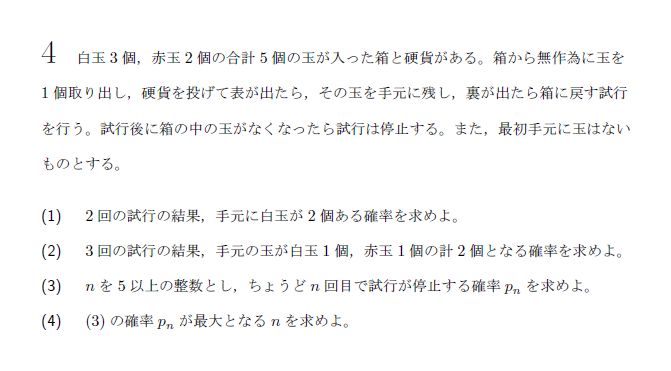 4 白玉 3 個，赤玉 2 個の合計 5 個の玉が入った箱と硬貨がある。箱から無作為に玉を
1 個取り出し，硬貨を投げて表が出たら，その玉を手元に残し，裏が出たら箱に戻す試行
を行う。試行後に箱の中の玉がなくなったら試行は停止する。また，最初手元に玉はない
ものとする。
(1) 2 回の試行の結果，手元に白玉が 2 個ある確率を求めよ。
(2) 3 回の試行の結果，手元の玉が白玉 1 個，赤玉 1 個の計 2 個となる確率を求めよ。
(3) n を 5 以上の整数とし，ちょうど n 回目で試行が停止する確率 pₙ を求めよ。
(4) (3) の確率 pₙ が最大となる n を求めよ。